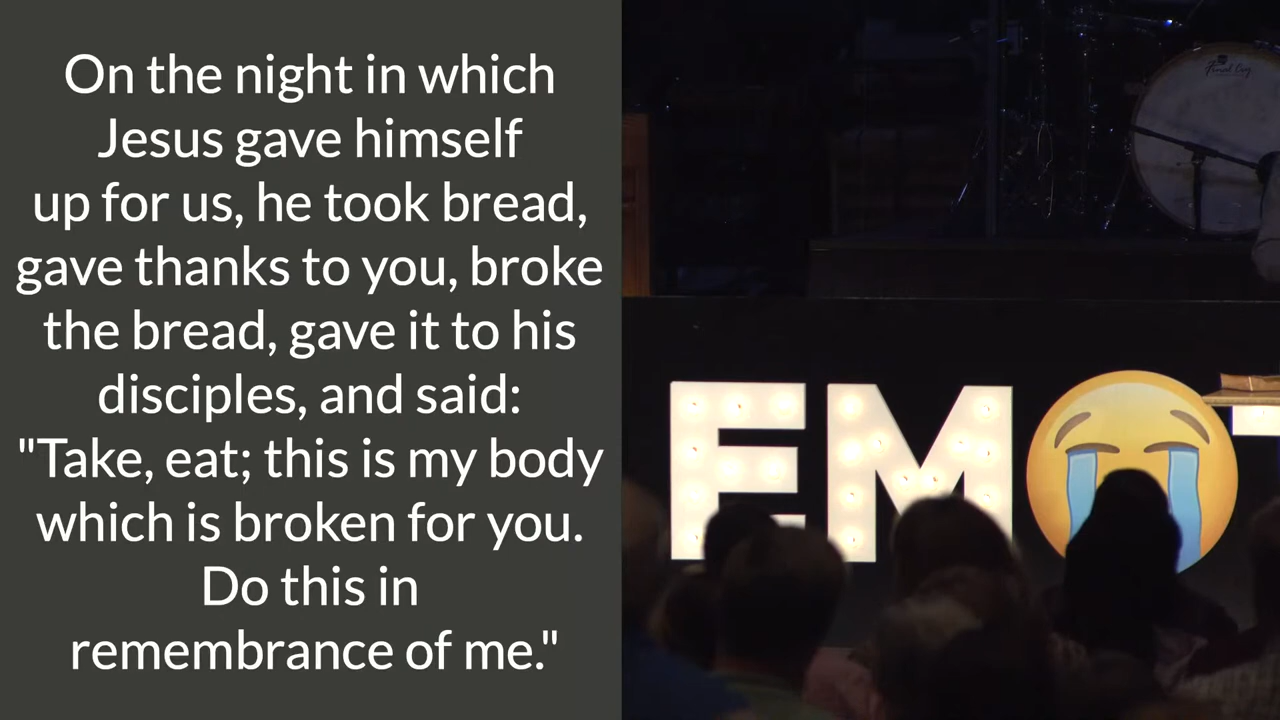 On the night in which
Jesus gave himself
up for us, he took bread,
gave thanks to you, broke
the bread, gave it to his
disciples, and said:
"Take, eat; this is my body
which is broken for you.
Do this in
remembrance of me."
EM T